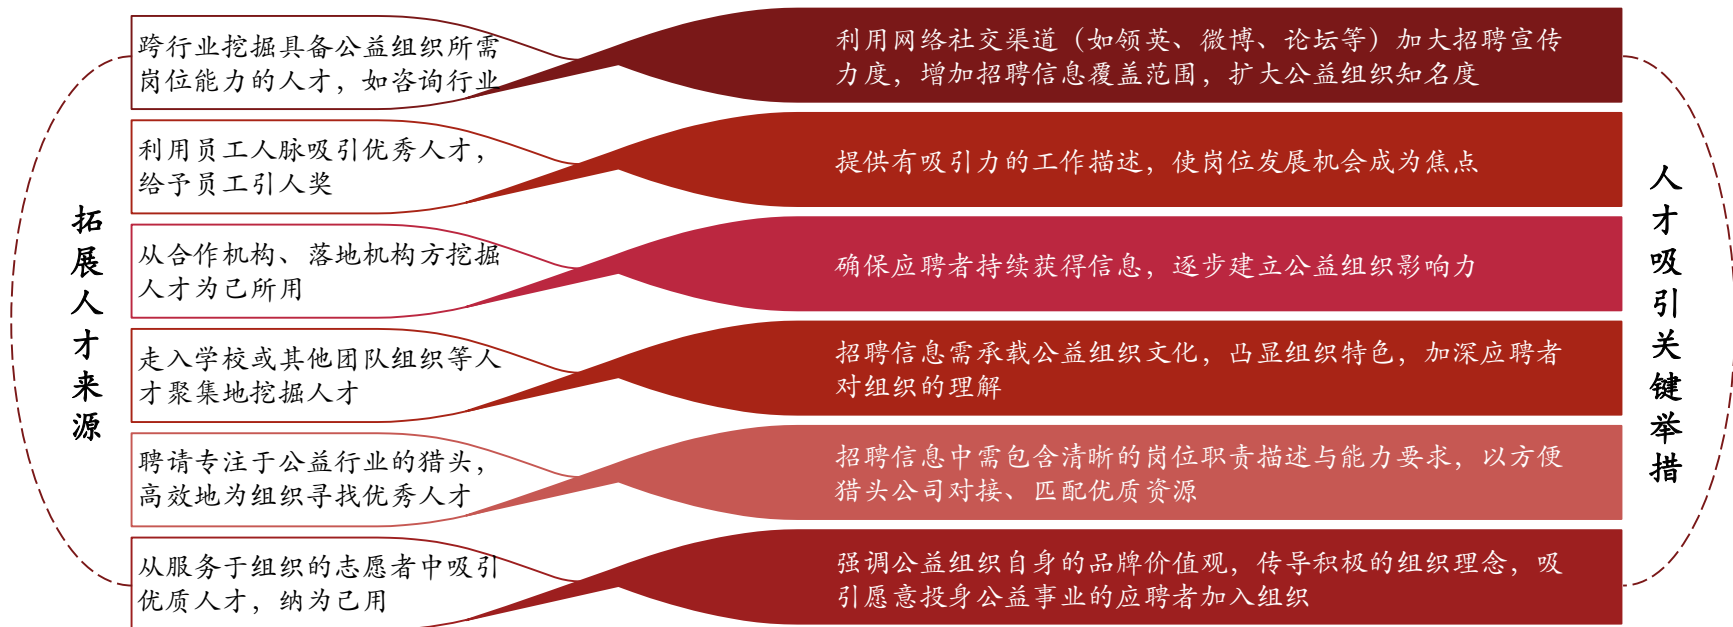 拓展人才来源
跨行业挖掘具备公益组织所需
岗位能力的人才，如咨询行业
利用网络社交渠道（如领英、微博、论坛等）加大招聘宣传
力度，增加招聘信息覆盖范围，扩大公益组织知名度
利用员工人脉吸引优秀人才，
给予员工引人奖
提供有吸引力的工作描述，使岗位发展机会成为焦点
从合作机构、落地机构方挖掘
人才为己所用
确保应聘者持续获得信息，逐步建立公益组织影响力
走入学校或其他团队组织等人
才聚集地挖掘人才
招聘信息需承载公益组织文化，凸显组织特色，加深应聘者
对组织的理解
聘请专注于公益行业的猎头，
高效地为组织寻找优秀人才
招聘信息中需包含清晰的岗位职责描述与能力要求，以方便
猎头公司对接、匹配优质资源
从服务于组织的志愿者中吸引
优质人才，纳为己用
强调公益组织自身的品牌价值观，传导积极的组织理念，吸
引愿意投身公益事业的应聘者加入组织
人才吸引关键举措